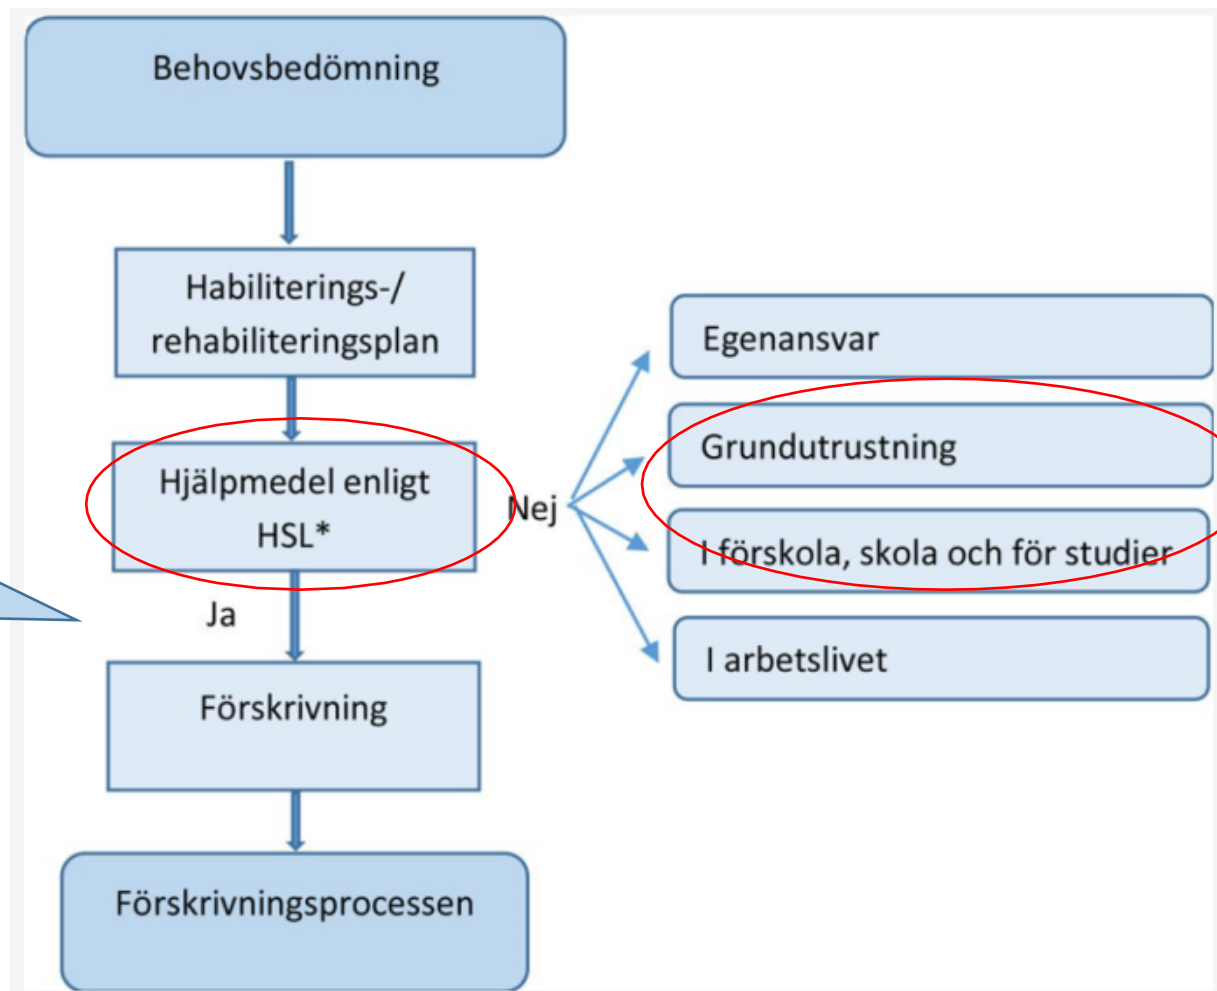 Behovsbedömning
Habiliterings-/
rehabiliteringsplan
Hjälpmedel enligt
HSL*
Nej
Ja
Förskrivning
Förskrivningsprocessen
Egenansvar
Grundutrustning
I förskola, skola och för studier
I arbetslivet